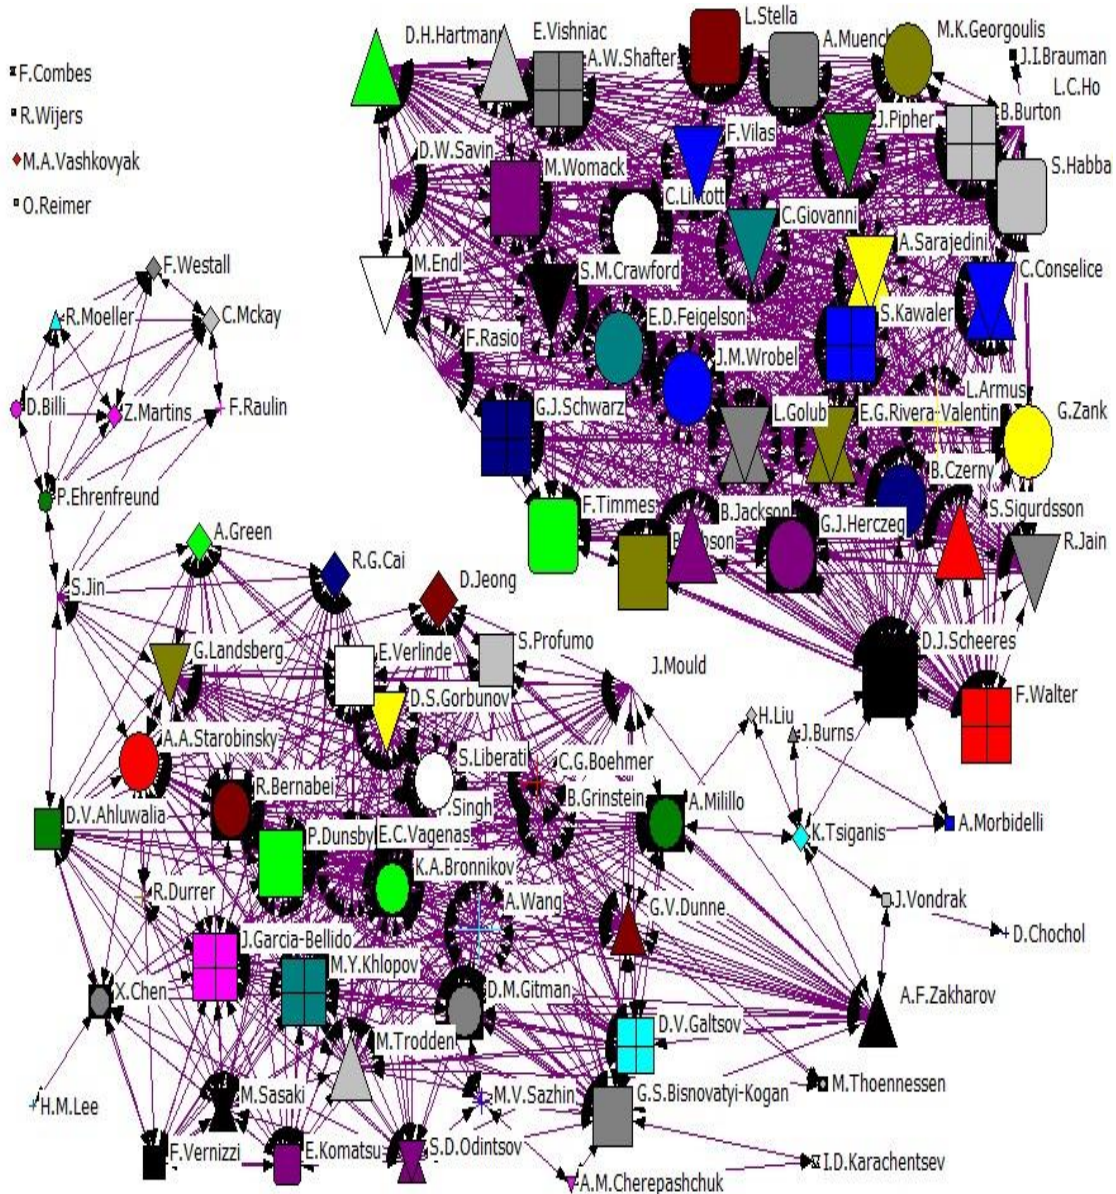 D.H.Hartmann
E.Vishniac
A.W.Shafter
L.Stella
A.Muench
M.K.Georgoulis
J.I.Brauman
L.C.Ho
F.Combes
R.Wijers
M.A.Vashkovyak
O.Reimer
B.Burton
J.Pipher
F.Vilas
D.W.Savin
M.Womack
S.Habba
C.Lintott
C.Giovanni
A.Sarajedini
C.Conselice
M.Endl
S.M.Crawford
F.Westall
R.Moeller
C.Mckay
E.D.Feigelson
S.Kawaler
F.Rasio
J.M.Wrobel
L.Armus
D.Billi
Z.Martins
F.Raulin
G.J.Schwarz
L.Golub
E.G.Rivera-Valentin
G.Zank
P.Ehrenfreund
B.Czerny
F.Timmes
B.Jackson
G.J.Herczeg
S.Sigurdsson
R.Jain
A.Green
R.G.Cai
D.Jeong
S.Jin
G.Landsberg
E.Verlinde
S.Profumo
J.Mould
D.J.Scheeres
F.Walter
D.S.Gorbunov
H.Liu
J.Burns
A.A.Starobinsky
S.Liberati
C.G.Boehmer
R.Bernabei
P.Singh
B.Grinstein
A.Milillo
D.V.Ahluwalia
P.Dunsby
E.C.Vagenas
K.Tsiganis
A.Morbidelli
K.A.Bronnikov
R.Durrer
A.Wang
G.V.Dunne
J.Vondrak
D.Chochol
J.Garcia-Bellido
M.Y.Khlopov
X.Chen
D.M.Gitman
A.F.Zakharov
M.Trodden
D.V.Galtsov
M.Thoennessen
H.M.Lee
M.Sasaki
M.V.Sazhin
G.S.Bisnovatyi-Kogan
F.Vernizzi
E.Komatsu
S.D.Odintsov
I.D.Karachentsev
A.M.Cherepashchuk